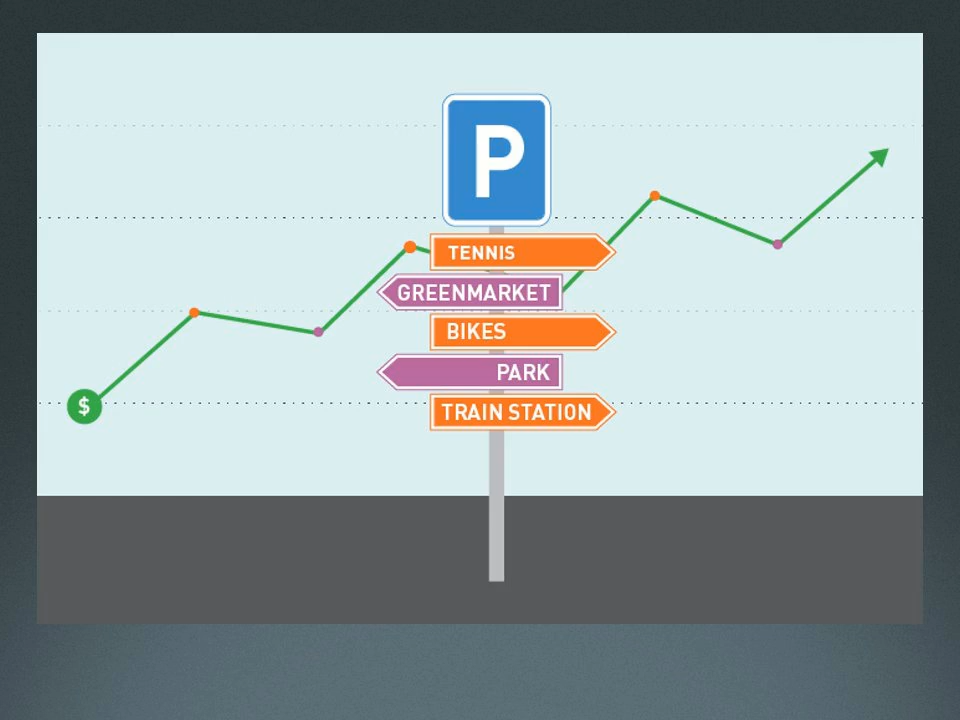 P
TENNIS
GREENMARKET
BIKES
PARK
TRAIN STATION
$